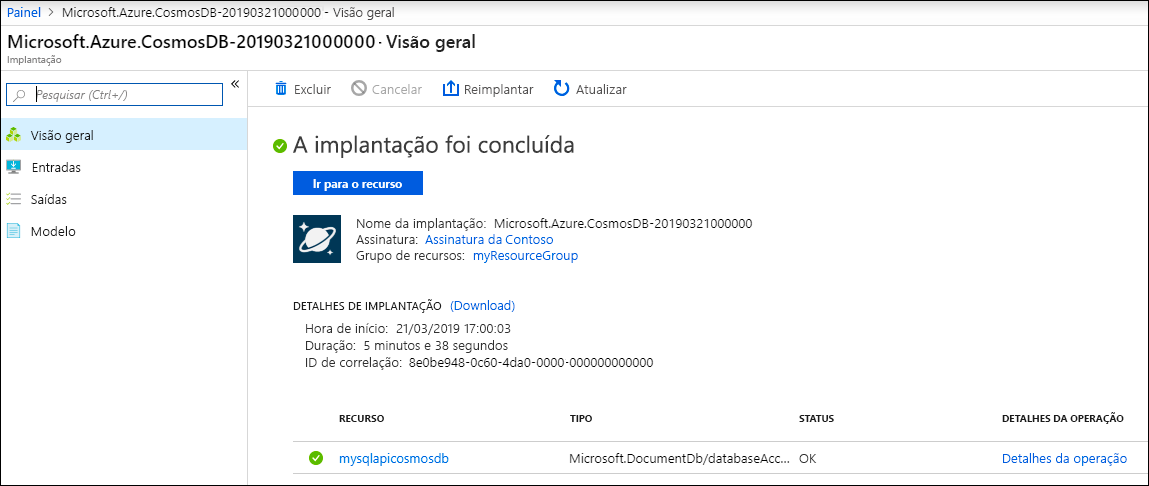 Painel > Microsoft.Azure.CosmosDB-20190321000000 - Visão geral
Microsoft.Azure.CosmosDB-20190321000000 · Visão geral
Implantação
Pesquisar (Ctrl+/)
«
Excluir Cancelar Reimplantar Atualizar
Visão geral
Entradas
Saídas
Modelo
A implantação foi concluída
Ir para o recurso
Nome da implantação: Microsoft.Azure.CosmosDB-20190321000000
Assinatura: Assinatura da Contoso
Grupo de recursos: myResourceGroup
DETALHES DE IMPLANTAÇÃO (Download)
Hora de início: 21/03/2019 17:00:03
Duração: 5 minutos e 38 segundos
ID de correlação: 8e0be948-0c60-4da0-0000-000000000000
RECURSO TIPO STATUS DETALHES DA OPERAÇÃO
mysqlapicosmosdb Microsoft.DocumentDb/databaseAcc... OK Detalhes da operação